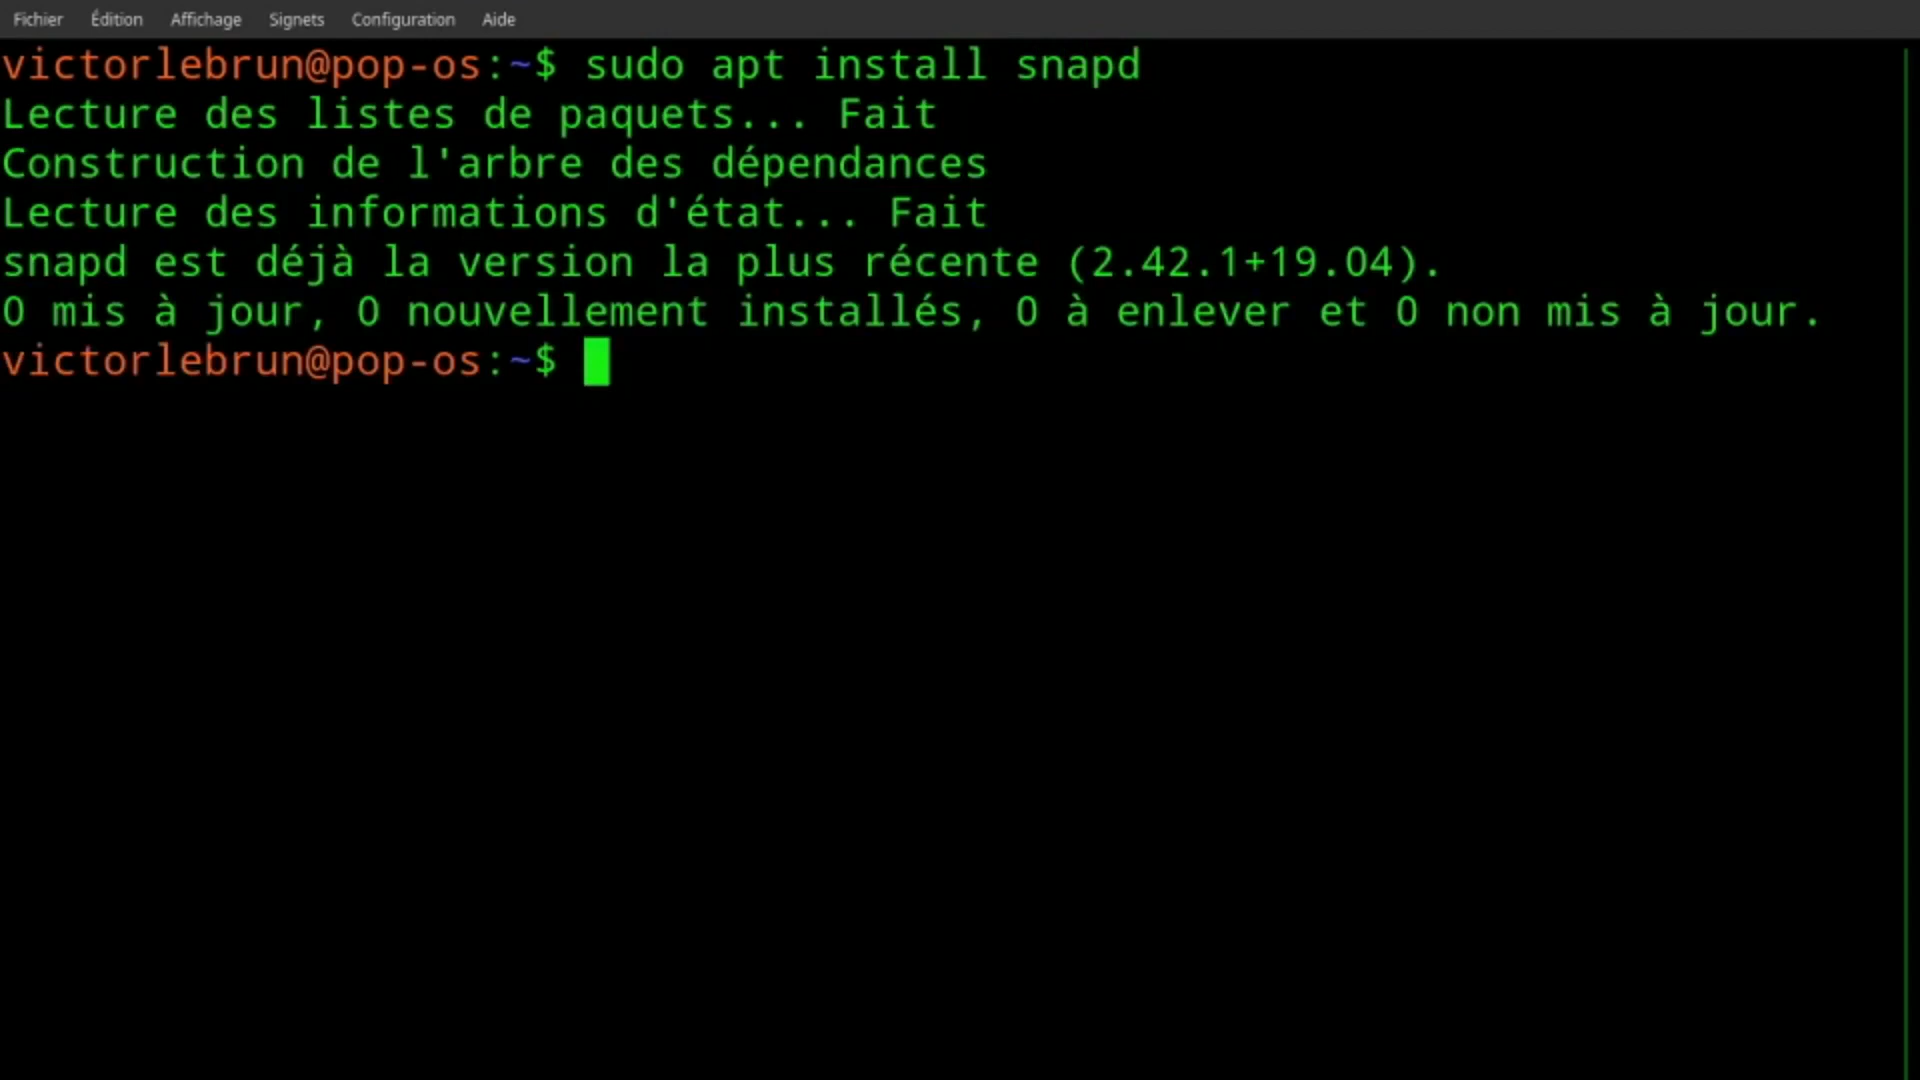 Fichier Édition Affichage Signets Configuration Aide
victorlebrun@pop-os:~$ sudo apt install snapd
Lecture des listes de paquets... Fait
Construction de l'arbre des dépendances
Lecture des informations d'état... Fait
snapd est déjà la version la plus récente (2.42.1+19.04).
0 mis à jour, 0 nouvellement installés, 0 à enlever et 0 non mis à jour.
victorlebrun@pop-os:~$